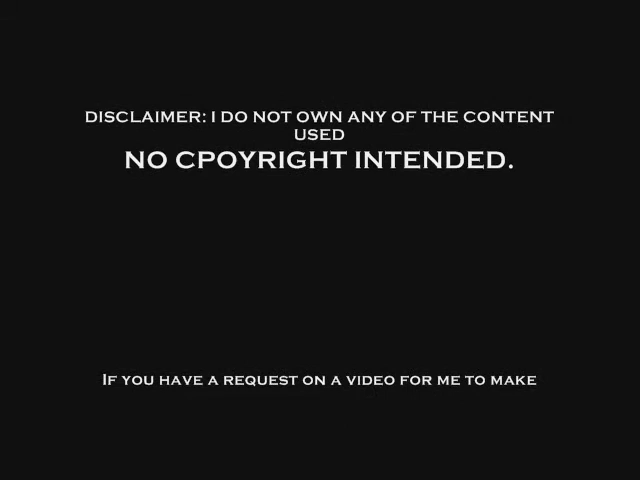 DISCLAIMER: I DO NOT OWN ANY OF THE CONTENT
USED
NO CPOYRIGHT INTENDED.
IF YOU HAVE A REQUEST ON A VIDEO FOR ME TO MAKE